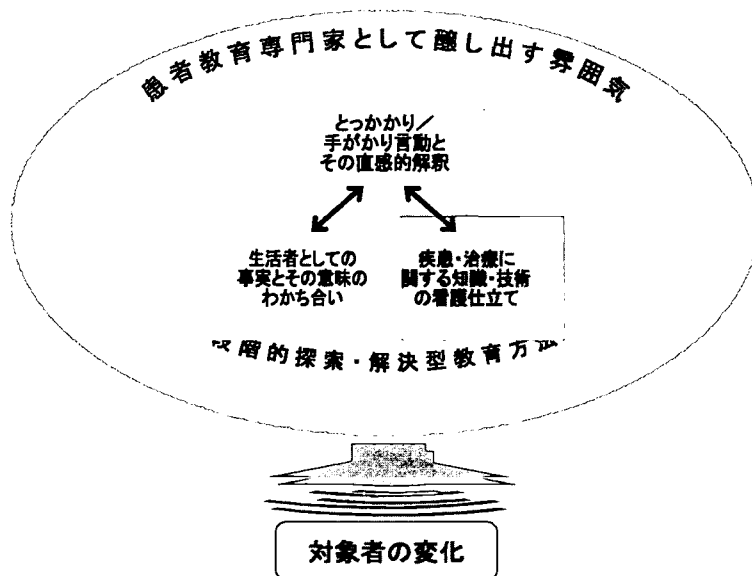 患者教育専門家として醸し出す雰囲気
とっかかり／
手がかり言動と
その直感的解釈
生活者としての
事実とその意味の
わかち合い
疾患・治療に
関する知識・技術
の看護仕立て
段階的探索・解決型教育方法
対象者の変化